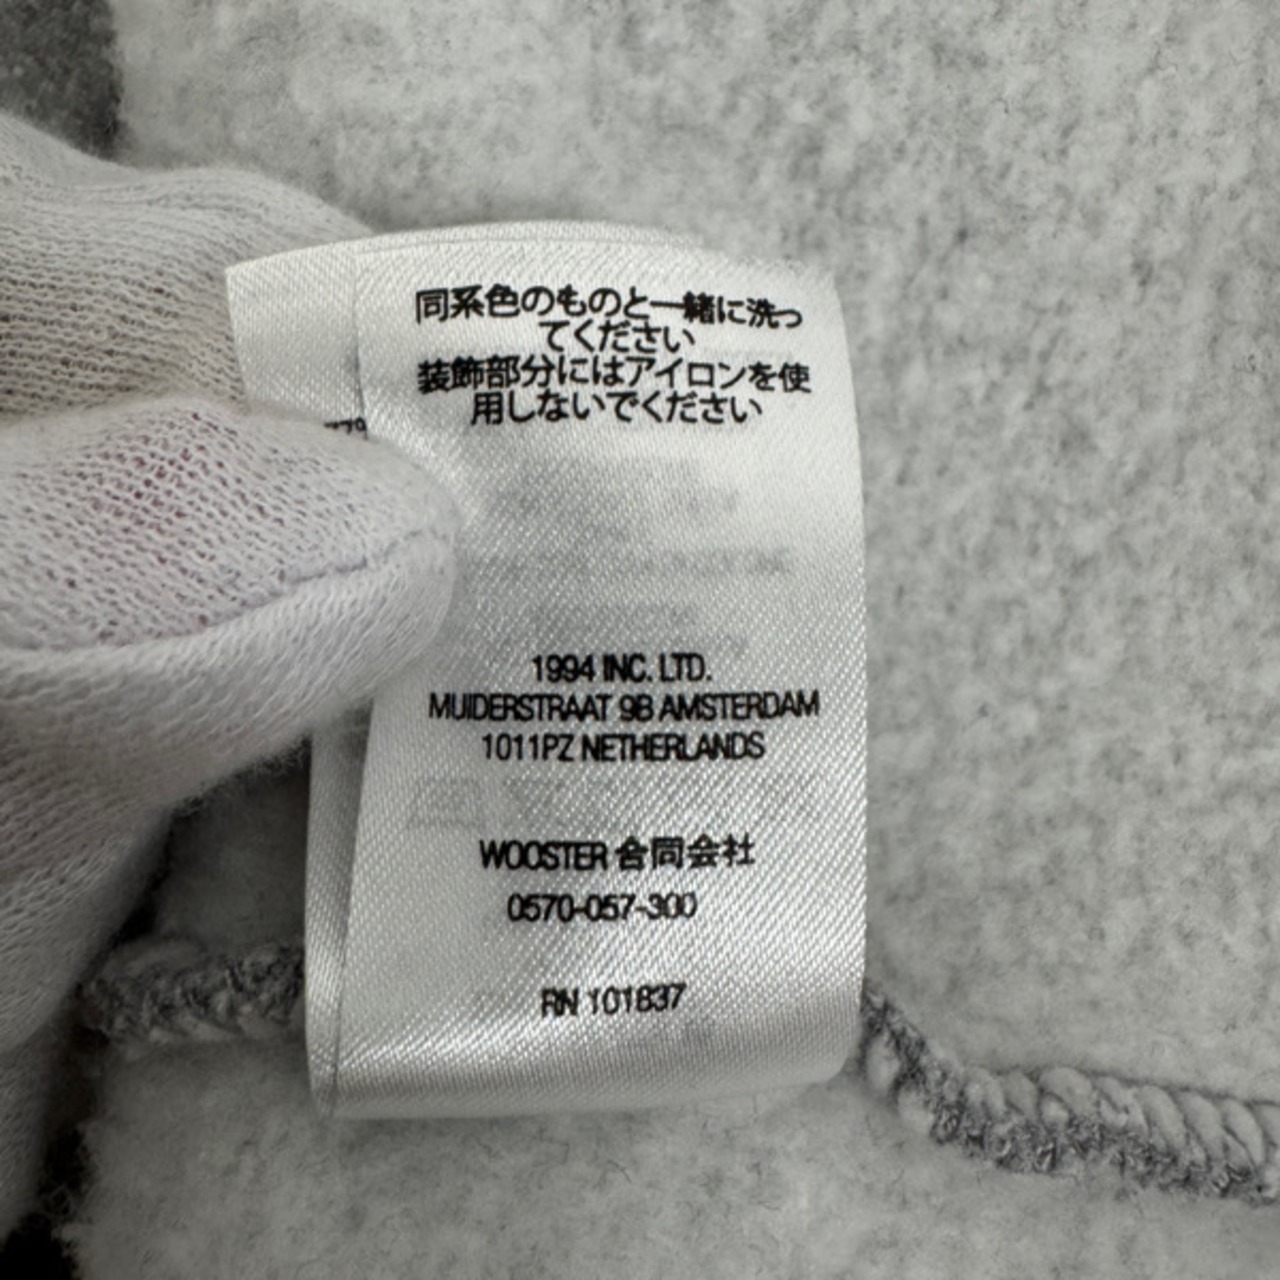 同系色のものと一緒に洗っ
てください
装飾部分にはアイロンを使
用しないでください
1994 INC. LTD.
MUIDERSTRAAT 9B AMSTERDAM
1011PZ NETHERLANDS
WOOSTER 合同会社
0570-057-300
RN 101837